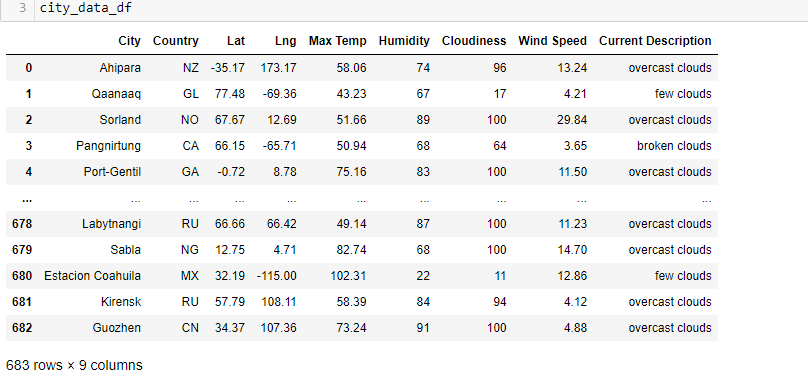 3 city_data_df
City Country Lat Lng Max Temp Humidity Cloudiness Wind Speed Current Description
0 Ahipara NZ -35.17 173.17 58.06 74 96 13.24 overcast clouds
1 Qaanaaq GL 77.48 -69.36 43.23 67 17 4.21 few clouds
2 Sorland NO 67.67 12.69 51.66 89 100 29.84 overcast clouds
3 Pangnirtung CA 66.15 -65.71 50.94 68 64 3.65 broken clouds
4 Port-Gentil GA -0.72 8.78 75.16 83 100 11.50 overcast clouds
... ... ... ... ... ... ... ... ... ...
678 Labytnangi RU 66.66 66.42 49.14 87 100 11.23 overcast clouds
679 Sabla NG 12.75 4.71 82.74 68 100 14.70 overcast clouds
680 Estacion Coahuila MX 32.19 -115.00 102.31 22 11 12.86 few clouds
681 Kirensk RU 57.79 108.11 58.39 84 94 4.12 overcast clouds
682 Guozhen CN 34.37 107.36 73.24 91 100 4.88 overcast clouds
683 rows × 9 columns